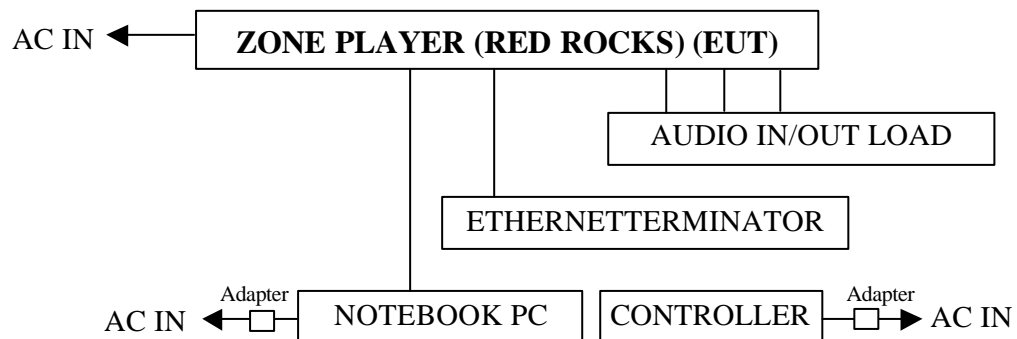 AC IN
ZONE PLAYER (RED ROCKS) (EUT)
AUDIO IN/OUT LOAD
ETHERNETTERMINATOR
AC IN
Adapter
NOTEBOOK PC
CONTROLLER
Adapter
AC IN